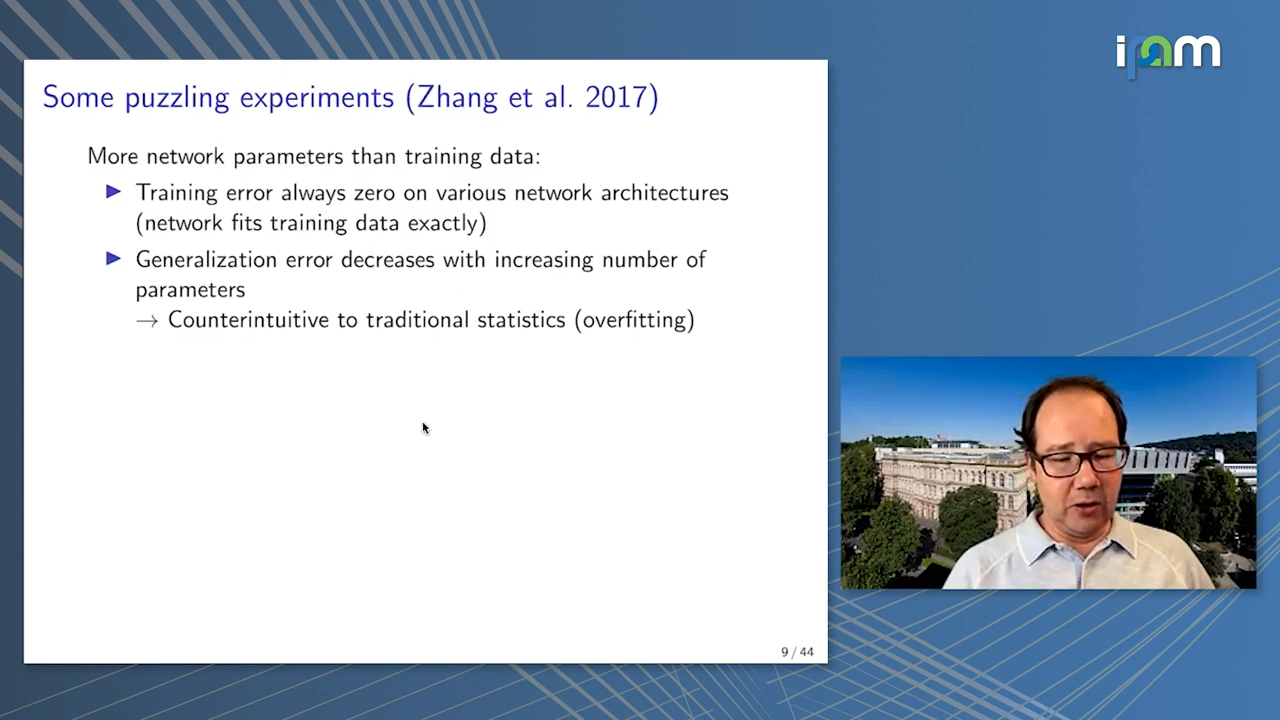 ipam
Some puzzling experiments (Zhang et al. 2017)
More network parameters than training data:
Training error always zero on various network architectures
(network fits training data exactly)
Generalization error decreases with increasing number of
parameters
→ Counterintuitive to traditional statistics (overfitting)
9 / 44